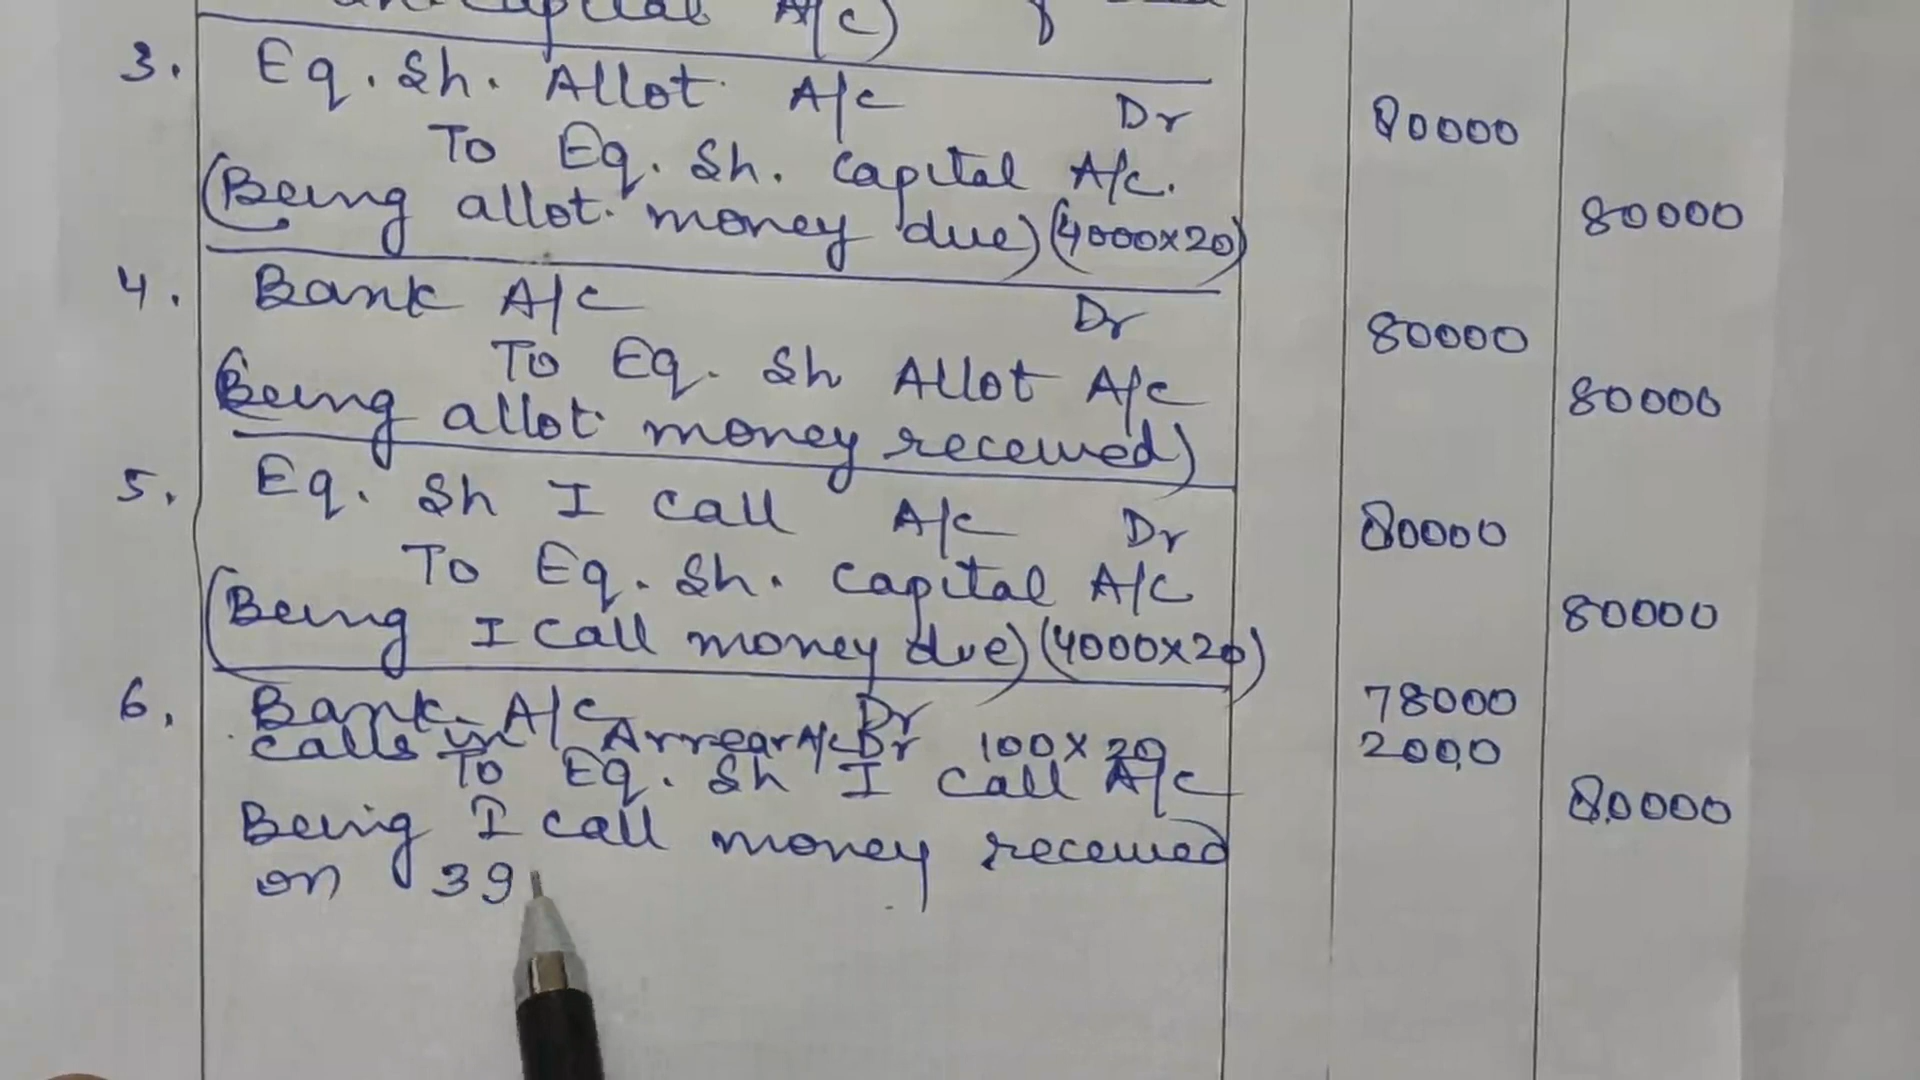 Capital A/c)
3. Eq. Sh. Allot. A/c Dr 80000
To Eq. Sh. Capital A/c. 80000
(Being allot. money due) (4000x20)
4. Bank A/c Dr 80000
To Eq. Sh Allot A/c 80000
(Being allot. money received)
5. Eq. Sh I call A/c Dr 80000
To Eq. Sh. Capital A/c 80000
(Being I call money due) (4000x20)
6. Bank A/c Dr 78000
Calls in Arrear A/c Dr 100x20 2000
To Eq. Sh I call A/c 80000
Being I call money received
on 39